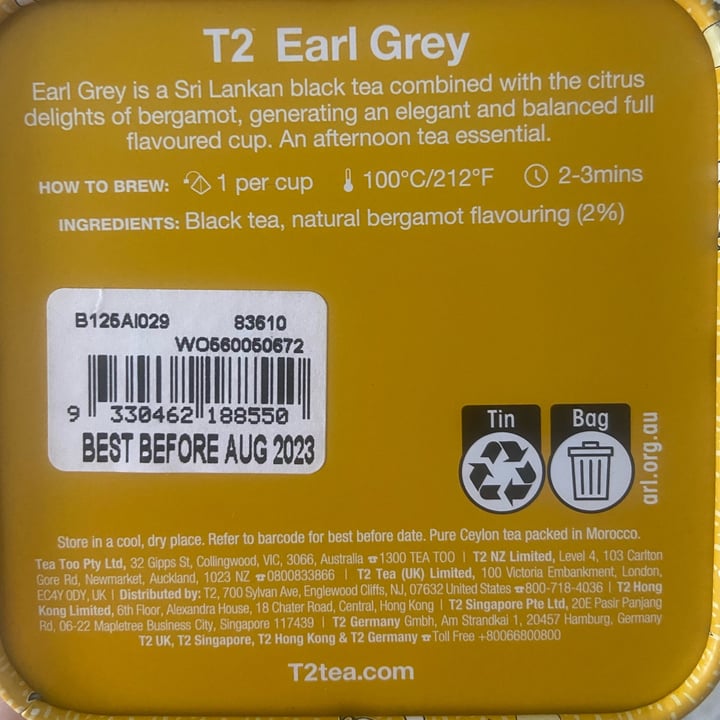 T2 Earl Grey
Earl Grey is a Sri Lankan black tea combined with the citrus
delights of bergamot, generating an elegant and balanced full
flavoured cup. An afternoon tea essential.
HOW TO BREW: 1 per cup 100°C/212°F 2-3mins
INGREDIENTS: Black tea, natural bergamot flavouring (2%)
B125AI029 83610
WO560050672
9 330462 188550
BEST BEFORE AUG 2023
Tin Bag
arl.org.au
Store in a cool, dry place. Refer to barcode for best before date. Pure Ceylon tea packed in Morocco.
Tea Too Pty Ltd, 32 Gipps St, Collingwood, VIC, 3066, Australia ☎1300 TEA TOO | T2 NZ Limited, Level 4, 103 Carlton
Gore Rd, Newmarket, Auckland, 1023 NZ ☎0800833866 | T2 Tea (UK) Limited, 100 Victoria Embankment, London,
EC4Y 0DY, UK | Distributed by: T2, 700 Sylvan Ave, Englewood Cliffs, NJ, 07632 United States ☎800-718-4036 | T2 Hong
Kong Limited, 6th Floor, Alexandra House, 18 Chater Road, Central, Hong Kong | T2 Singapore Pte Ltd, 20E Pasir Panjang
Rd, 06-22 Mapletree Business City, Singapore 117439 | T2 Germany Gmbh, Am Strandkai 1, 20457 Hamburg, Germany
T2 UK, T2 Singapore, T2 Hong Kong & T2 Germany ☎Toll Free +80066800800
T2tea.com